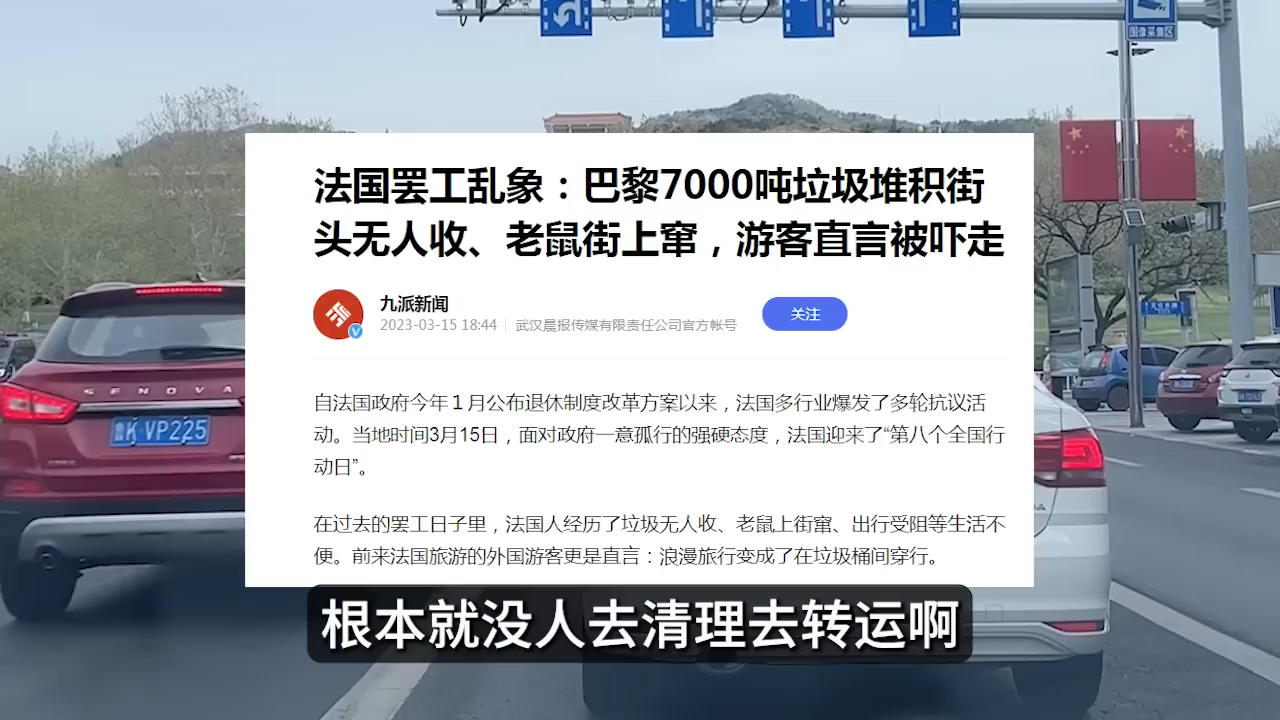 图像采集区
法国罢工乱象：巴黎7000吨垃圾堆积街
头无人收、老鼠街上窜，游客直言被吓走
九派新闻
2023-03-15 18:44
武汉晨报传媒有限责任公司官方帐号
关注
自法国政府今年１月公布退休制度改革方案以来，法国多行业爆发了多轮抗议活
动。当地时间3月15日，面对政府一意孤行的强硬态度，法国迎来了“第八个全国行
动日”。
在过去的罢工日子里，法国人经历了垃圾无人收、老鼠上街窜、出行受阻等生活不
便。前来法国旅游的外国游客更是直言：浪漫旅行变成了在垃圾桶间穿行。
SENOVA
鲁K VP225
根本就没人去清理去转运啊